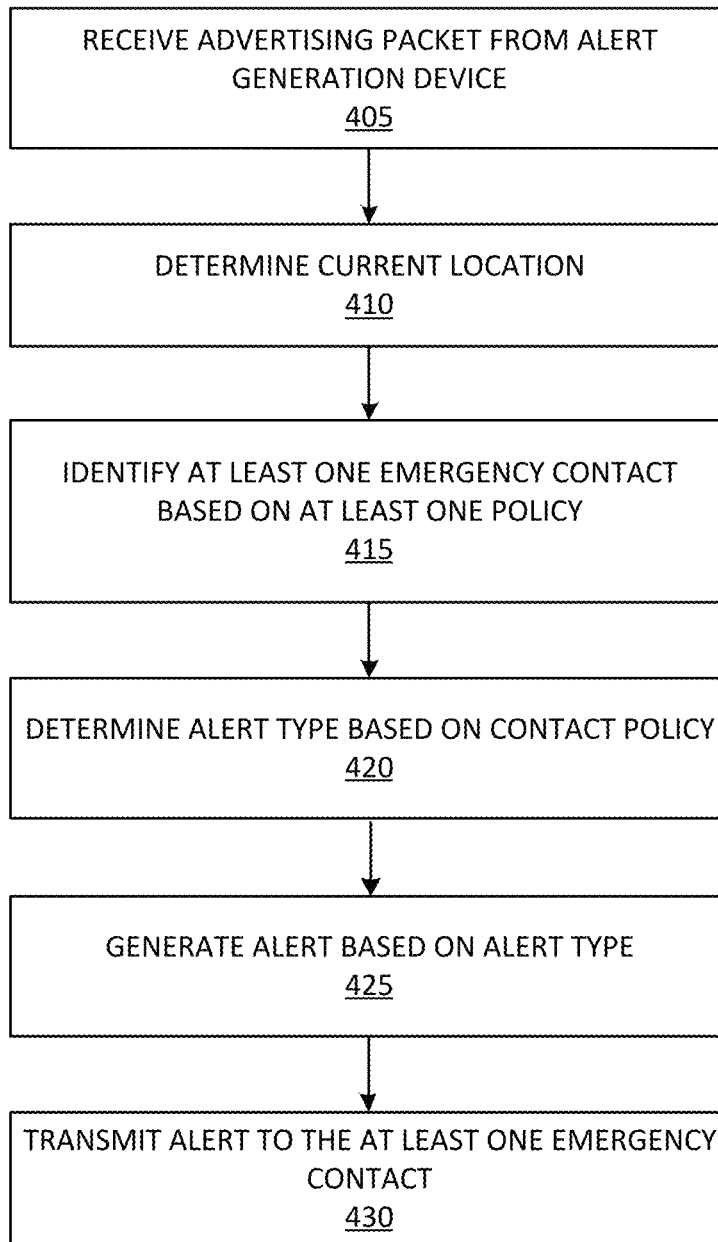 RECEIVE ADVERTISING PACKET FROM ALERT
GENERATION DEVICE
405
DETERMINE CURRENT LOCATION
410
IDENTIFY AT LEAST ONE EMERGENCY CONTACT
BASED ON AT LEAST ONE POLICY
415
DETERMINE ALERT TYPE BASED ON CONTACT POLICY
420
GENERATE ALERT BASED ON ALERT TYPE
425
TRANSMIT ALERT TO THE AT LEAST ONE EMERGENCY
CONTACT
430